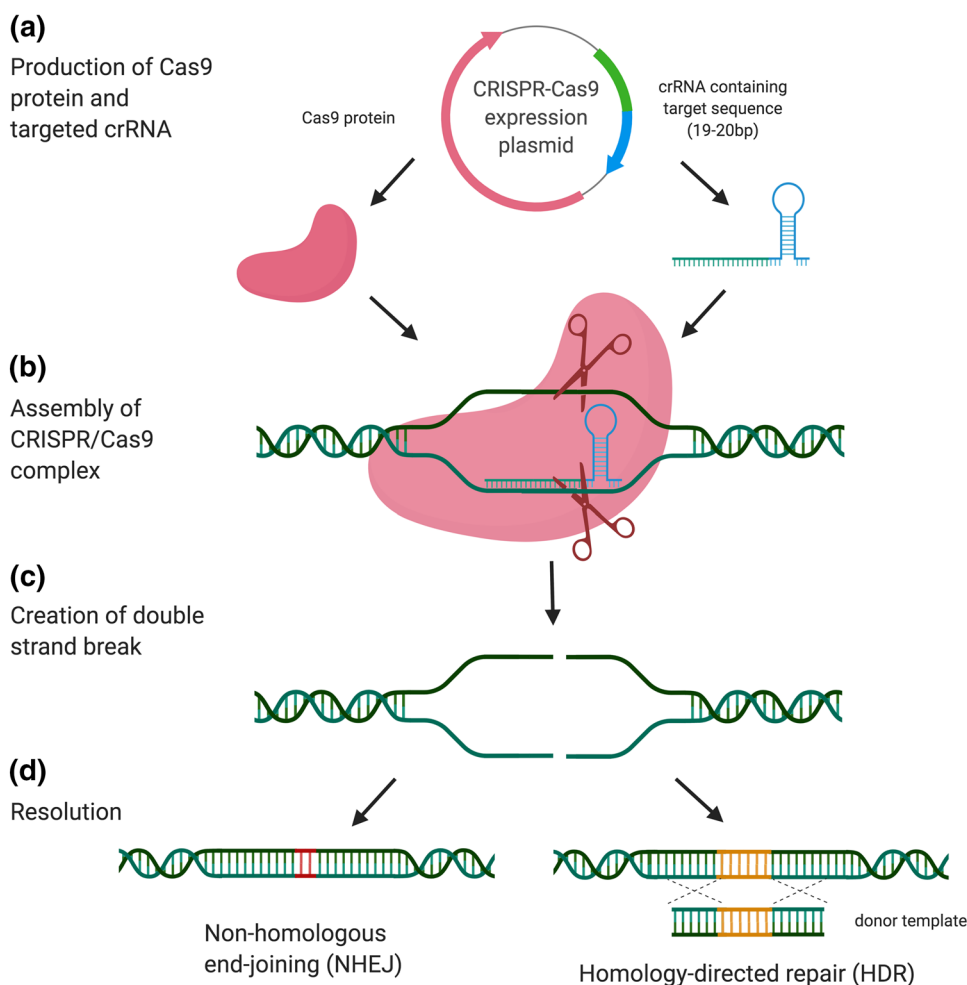 (a)
Production of Cas9
protein and
targeted crRNA
Cas9 protein
CRISPR-Cas9
expression
plasmid
crRNA containing
target sequence
(19-20bp)
(b)
Assembly of
CRISPR/Cas9
complex
(c)
Creation of double
strand break
(d)
Resolution
Non-homologous
end-joining (NHEJ)
donor template
Homology-directed repair (HDR)